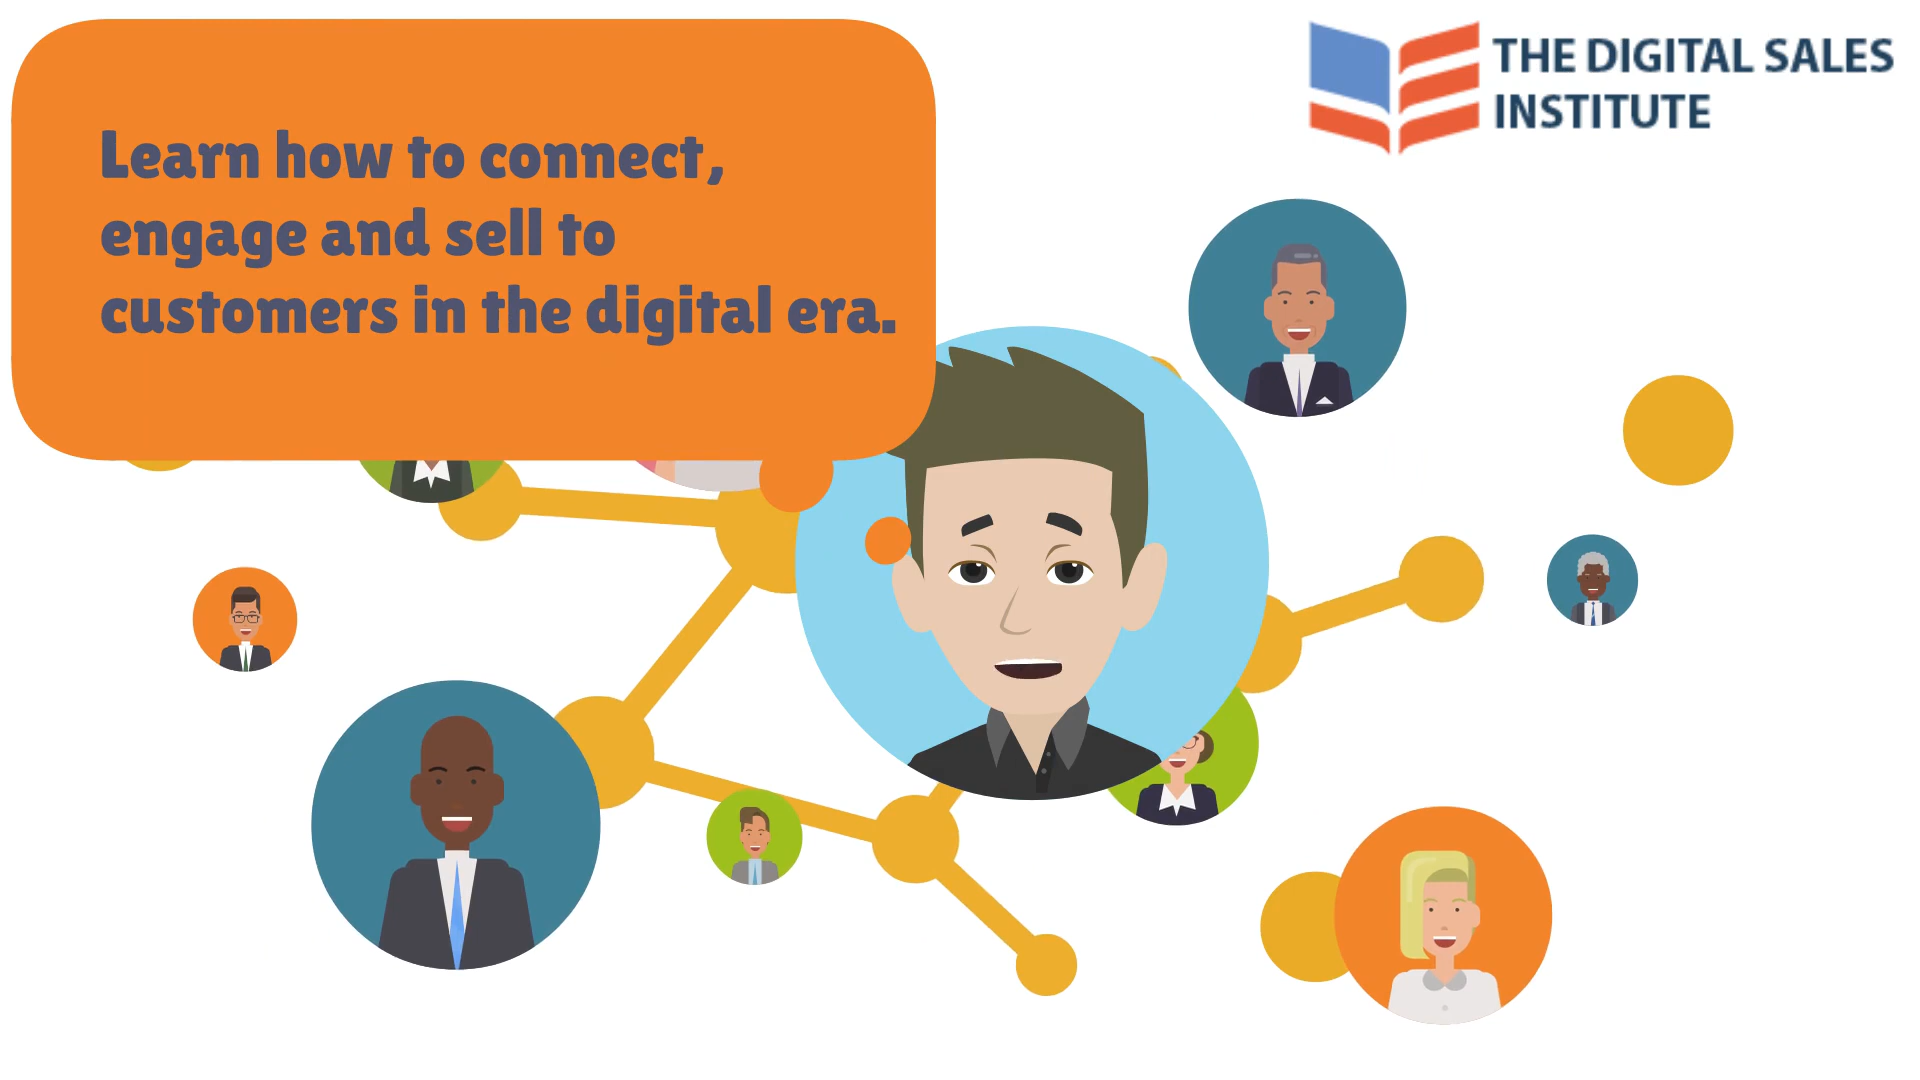 Learn how to connect,
engage and sell to
customers in the digital era.
THE DIGITAL SALES
INSTITUTE